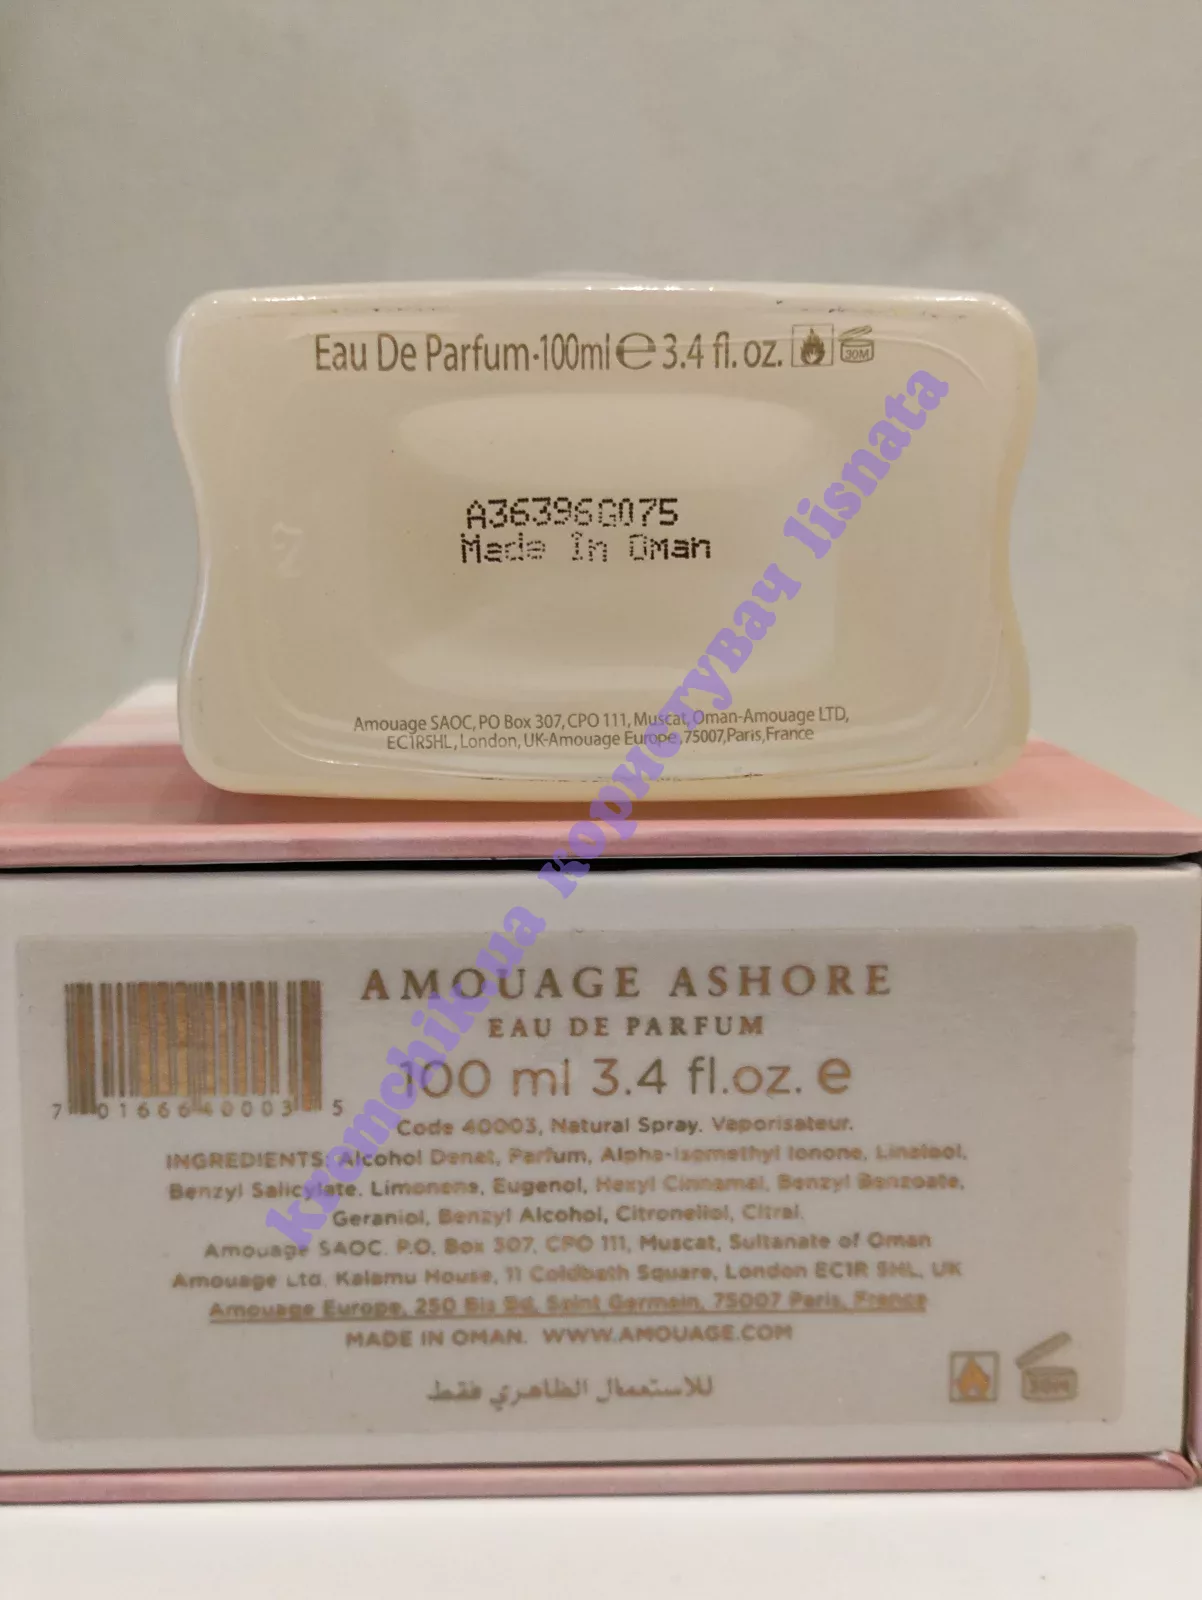 Eau De Parfum·100ml℮ 3.4 fl. oz.
30M
A36396G075
Made In Oman
Amouage SAOC, PO Box 307, CPO 111, Muscat, Oman-Amouage LTD,
EC1R5HL, London, UK-Amouage Europe ,75007,Paris,France
kromchik.ua користувач lisnata
AMOUAGE ASHORE
EAU DE PARFUM
100 ml 3.4 fl.oz. ℮
7 01666 40003 5
Code 40003, Natural Spray. Vaporisateur.
INGREDIENTS: Alcohol Denat, Parfum, Alpha-Isomethyl Ionone, Linalool,
Benzyl Salicylate, Limonene, Eugenol, Hexyl Cinnamal, Benzyl Benzoate,
Geraniol, Benzyl Alcohol, Citronellol, Citral.
Amouage SAOC. P.O. Box 307, CPO 111, Muscat, Sultanate of Oman
Amouage Ltd. Kalamu House, 11 Coldbath Square, London EC1R 5HL, UK
Amouage Europe, 250 Bis Bd. Saint Germain, 75007 Paris, France
MADE IN OMAN. WWW.AMOUAGE.COM
للاستعمال الظاهري فقط
30M